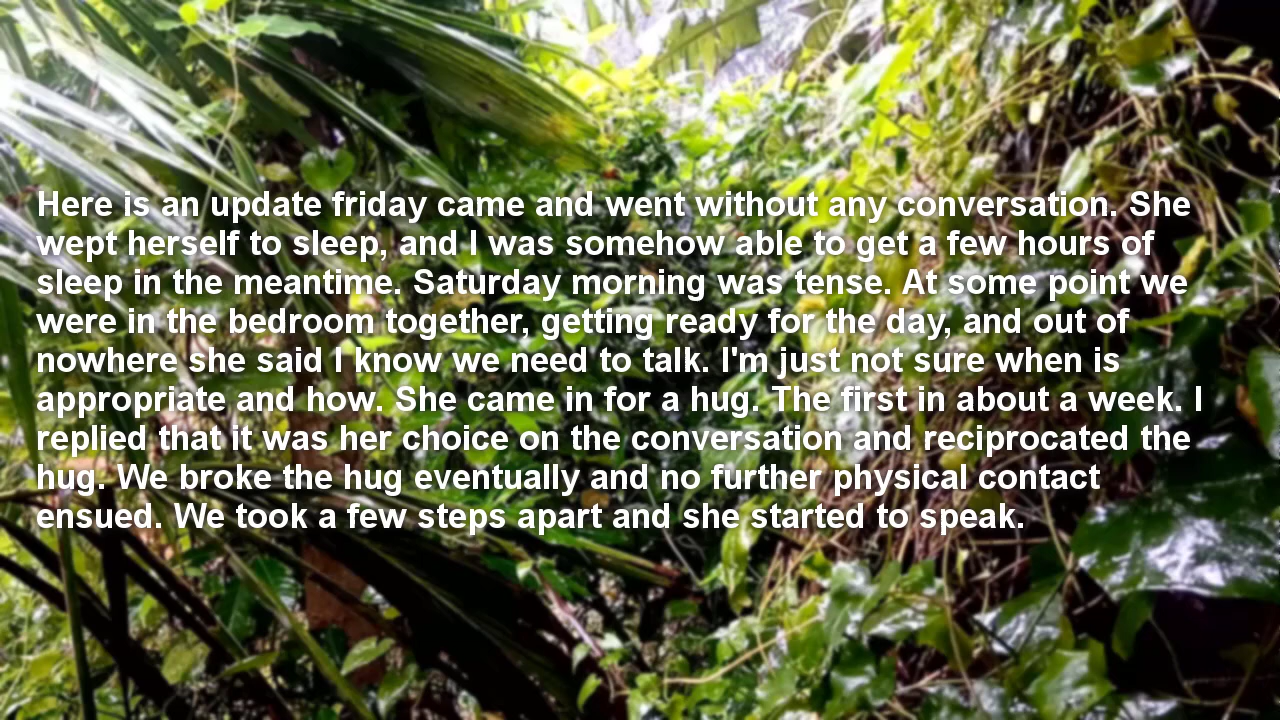 Here is an update friday came and went without any conversation. She
wept herself to sleep, and I was somehow able to get a few hours of
sleep in the meantime. Saturday morning was tense. At some point we
were in the bedroom together, getting ready for the day, and out of
nowhere she said I know we need to talk. I'm just not sure when is
appropriate and how. She came in for a hug. The first in about a week. I
replied that it was her choice on the conversation and reciprocated the
hug. We broke the hug eventually and no further physical contact
ensued. We took a few steps apart and she started to speak.